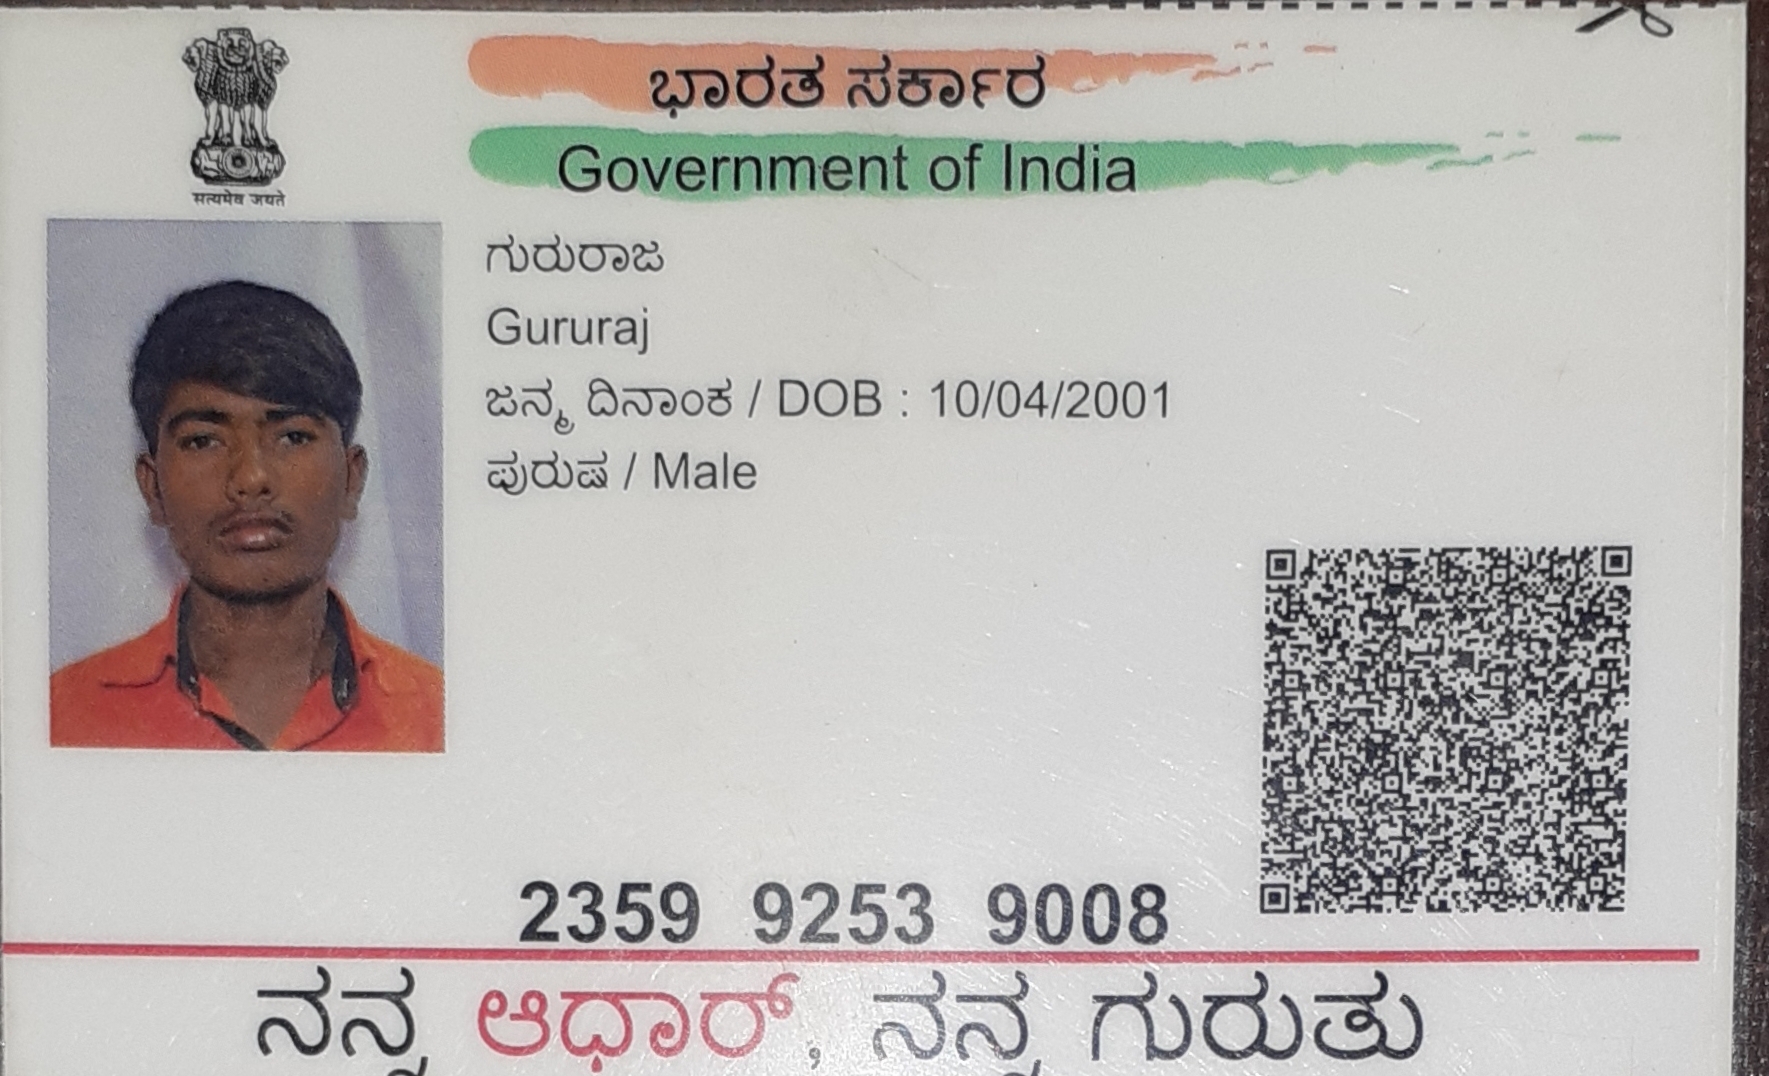 सत्यमेव जयते
ಭಾರತ ಸರ್ಕಾರ
Government of India
ಗುರುರಾಜ
Gururaj
ಜನ್ಮ ದಿನಾಂಕ / DOB : 10/04/2001
ಪುರುಷ / Male
2359 9253 9008
ನನ್ನ ಆಧಾರ್, ನನ್ನ ಗುರುತು